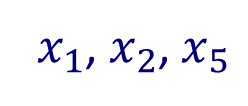 x₁, x₂, x₅